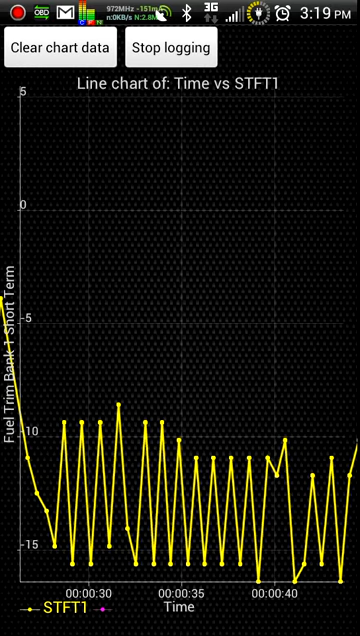 OBD 972MHz -151m n:0KB/s N:2.8M 3G 3:19 PM
Clear chart data Stop logging
Line chart of: Time vs STFT1
5
0
-5
-10
-15
Fuel Trim Bank 1 Short Term
00:00:30 00:00:35 00:00:40
Time
STFT1